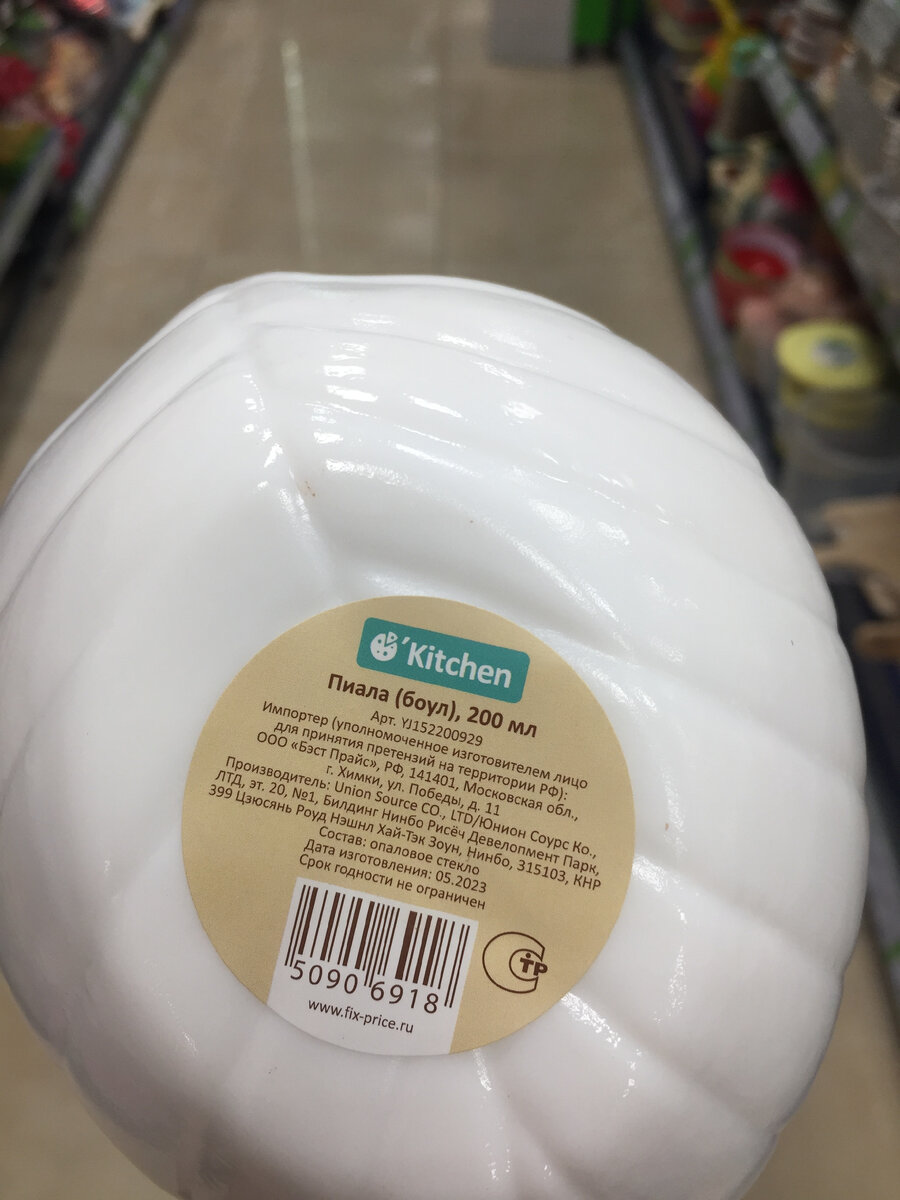 'Kitchen
Пиала (боул), 200 мл
Арт. YJ152200929
Импортер (уполномоченное изготовителем лицо
для принятия претензий на территории РФ):
ООО «Бэст Прайс», РФ, 141401, Московская обл.,
г. Химки, ул. Победы, д. 11
Производитель: Union Source CO., LTD/Юнион Соурс Ко.,
ЛТД, эт. 20, №1, Билдинг Нинбо Рисёч Девелопмент Парк,
399 Цзюсянь Роуд Нэшнл Хай-Тэк Зоун, Нинбо, 315103, КНР
Состав: опаловое стекло
Дата изготовления: 05.2023
Срок годности не ограничен
5090 6918
СТР
www.fix-price.ru